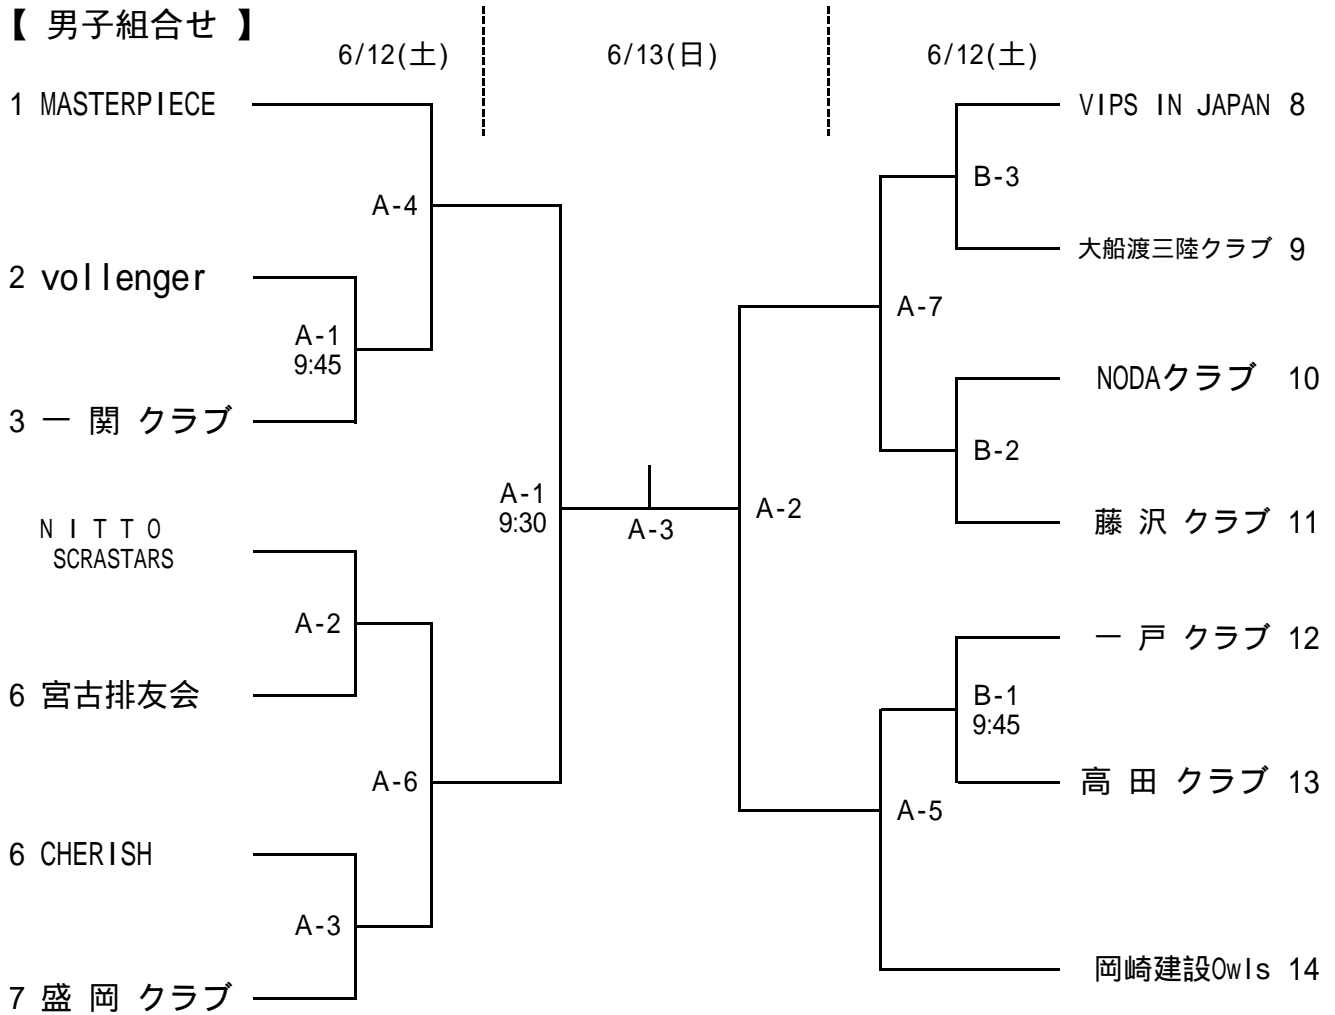 【 男子組合せ 】
6/12(土)
6/13(日)
6/12(土)
1 MASTERPIECE
A-4
2 vollenger
A-1
9:45
3 一 関 クラブ
N I T T O
SCRASTARS
A-2
6 宮古排友会
A-6
6 CHERISH
A-3
7 盛 岡 クラブ
A-1
9:30
A-3
A-2
VIPS IN JAPAN 8
B-3
大船渡三陸クラブ 9
A-7
NODAクラブ 10
B-2
藤 沢 クラブ 11
一 戸 クラブ 12
B-1
9:45
高 田 クラブ 13
A-5
岡崎建設Owls 14